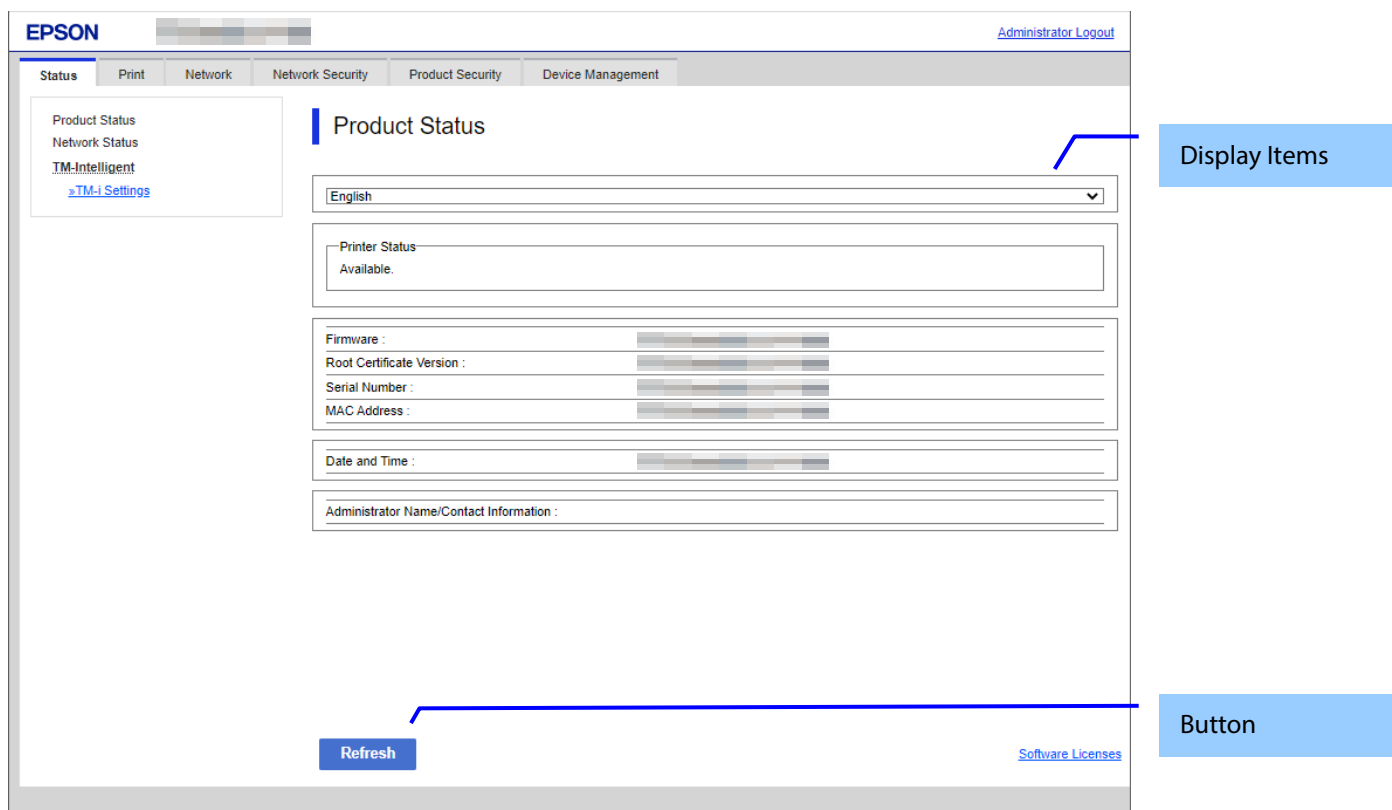 EPSON
Administrator Logout
Status Print Network Network Security Product Security Device Management
Product Status
Network Status
TM-Intelligent
»TM-i Settings
Product Status
Display Items
English
Printer Status
Available.
Firmware :
Root Certificate Version :
Serial Number :
MAC Address :
Date and Time :
Administrator Name/Contact Information :
Button
Refresh
Software Licenses